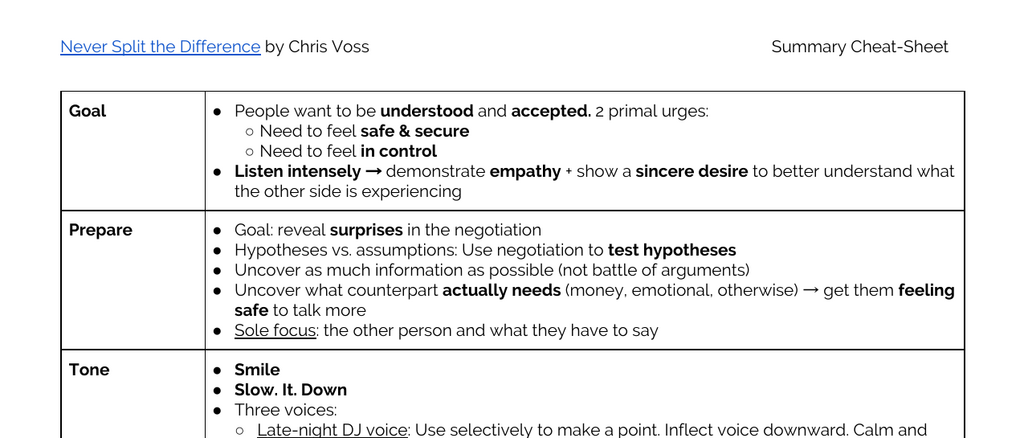 Never Split the Difference by Chris Voss Summary Cheat-Sheet
Goal
● People want to be understood and accepted. 2 primal urges:
○ Need to feel safe & secure
○ Need to feel in control
● Listen intensely → demonstrate empathy + show a sincere desire to better understand what
the other side is experiencing
Prepare
● Goal: reveal surprises in the negotiation
● Hypotheses vs. assumptions: Use negotiation to test hypotheses
● Uncover as much information as possible (not battle of arguments)
● Uncover what counterpart actually needs (money, emotional, otherwise) → get them feeling
safe to talk more
● Sole focus: the other person and what they have to say
Tone
● Smile
● Slow. It. Down
● Three voices:
○ Late-night DJ voice: Use selectively to make a point. Inflect voice downward. Calm and